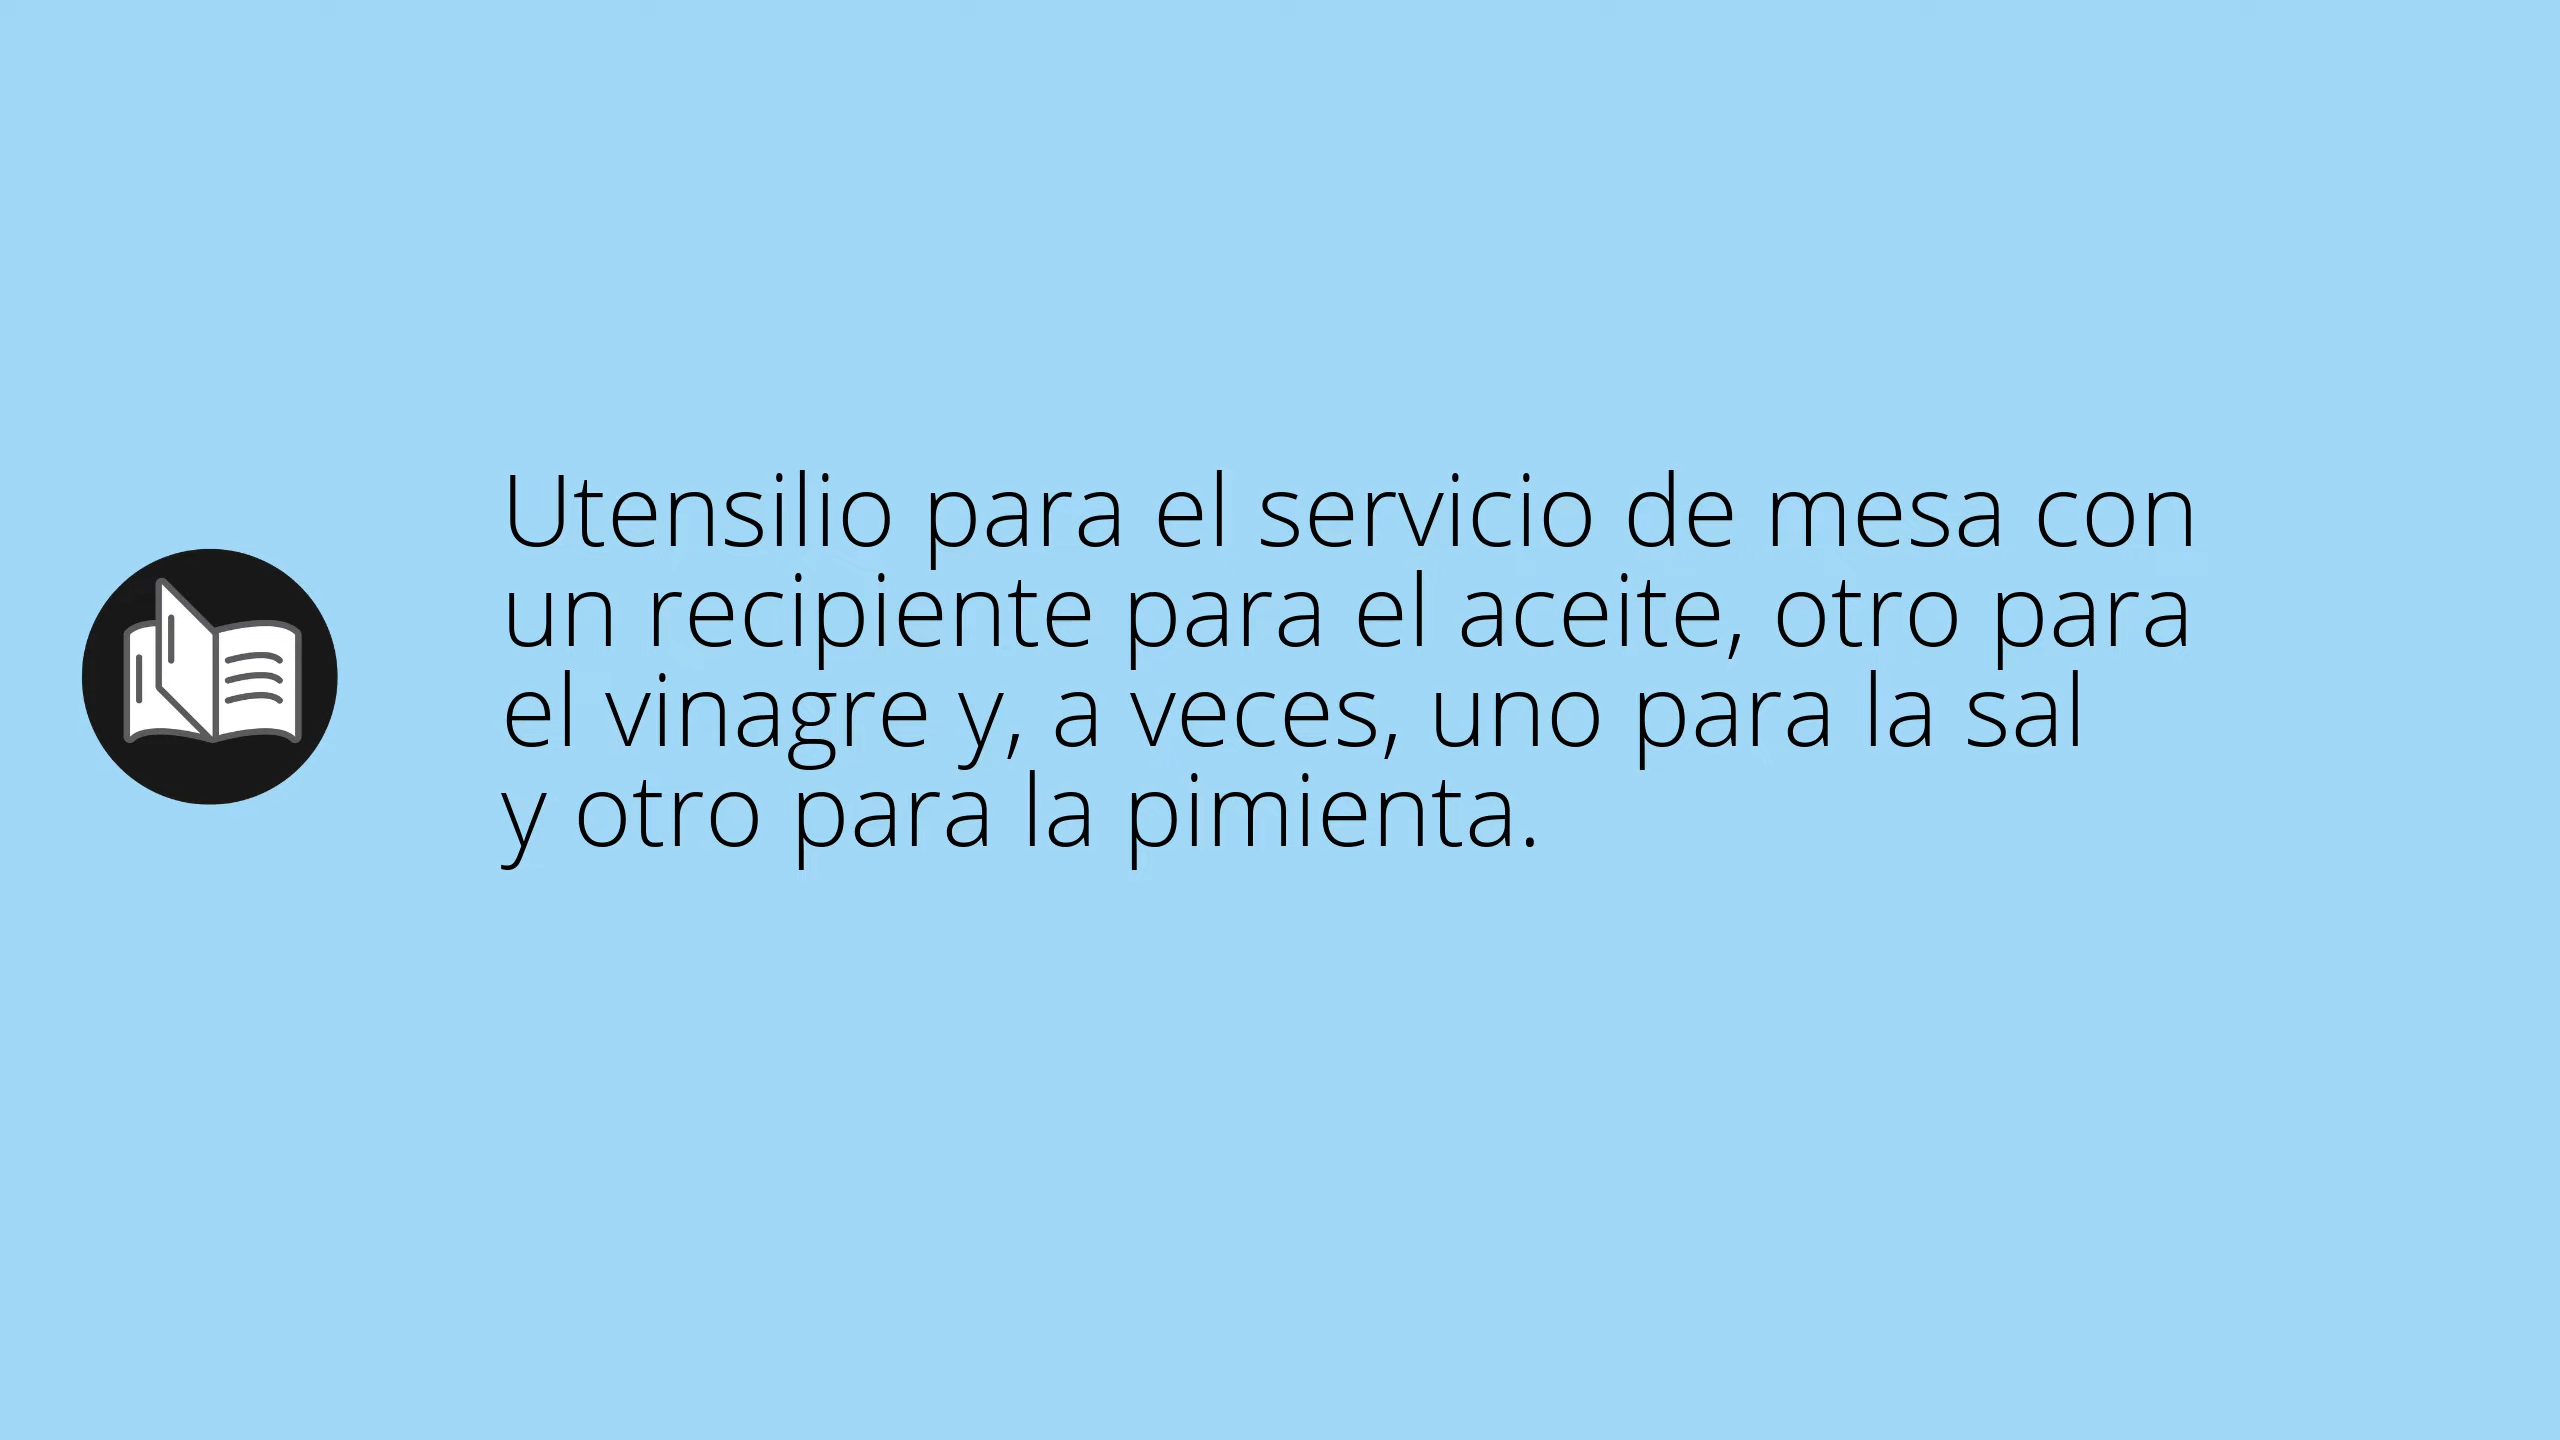 Utensilio para el servicio de mesa con
un recipiente para el aceite, otro para
el vinagre y, a veces, uno para la sal
y otro para la pimienta.